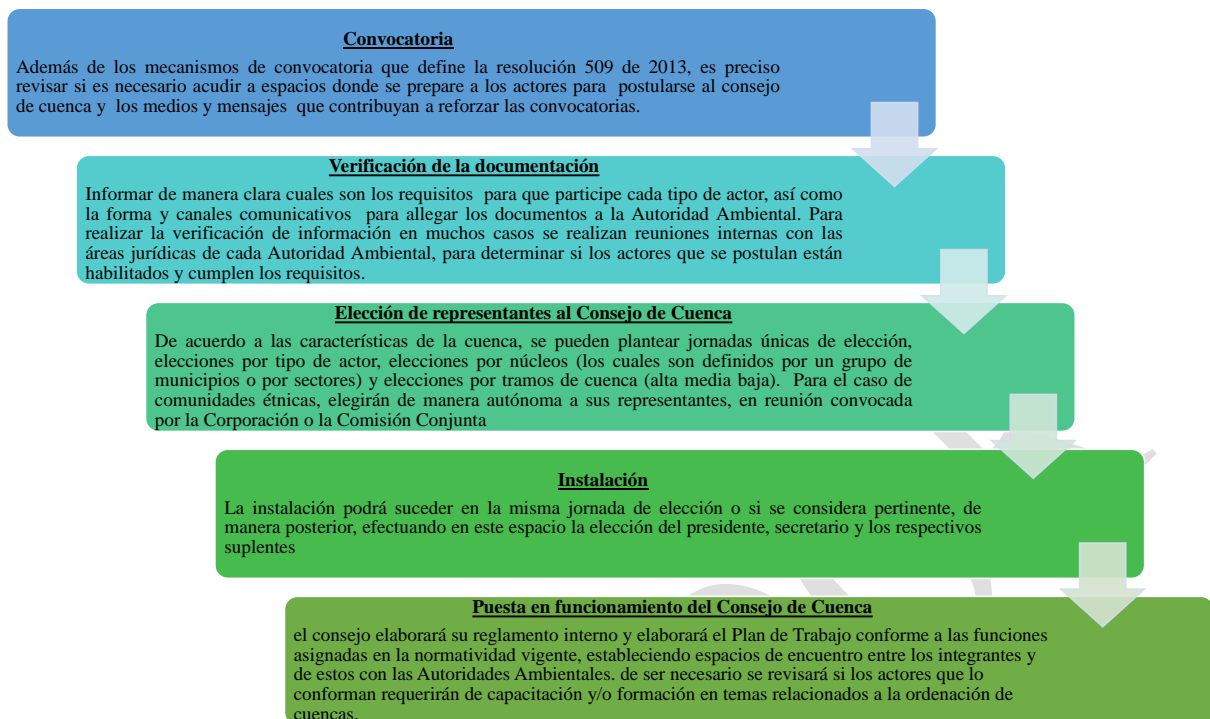 Convocatoria
Además de los mecanismos de convocatoria que define la resolución 509 de 2013, es preciso
revisar si es necesario acudir a espacios donde se prepare a los actores para postularse al consejo
de cuenca y los medios y mensajes que contribuyan a reforzar las convocatorias.
Verificación de la documentación
Informar de manera clara cuales son los requisitos para que participe cada tipo de actor, así como
la forma y canales comunicativos para allegar los documentos a la Autoridad Ambiental. Para
realizar la verificación de información en muchos casos se realizan reuniones internas con las
áreas jurídicas de cada Autoridad Ambiental, para determinar si los actores que se postulan están
habilitados y cumplen los requisitos.
Elección de representantes al Consejo de Cuenca
De acuerdo a las características de la cuenca, se pueden plantear jornadas únicas de elección,
elecciones por tipo de actor, elecciones por núcleos (los cuales son definidos por un grupo de
municipios o por sectores) y elecciones por tramos de cuenca (alta media baja). Para el caso de
comunidades étnicas, elegirán de manera autónoma a sus representantes, en reunión convocada
por la Corporación o la Comisión Conjunta
Instalación
La instalación podrá suceder en la misma jornada de elección o si se considera pertinente, de
manera posterior, efectuando en este espacio la elección del presidente, secretario y los respectivos
suplentes
Puesta en funcionamiento del Consejo de Cuenca
el consejo elaborará su reglamento interno y elaborará el Plan de Trabajo conforme a las funciones
asignadas en la normatividad vigente, estableciendo espacios de encuentro entre los integrantes y
de estos con las Autoridades Ambientales. de ser necesario se revisará si los actores que lo
conforman requerirán de capacitación y/o formación en temas relacionados a la ordenación de
cuencas.